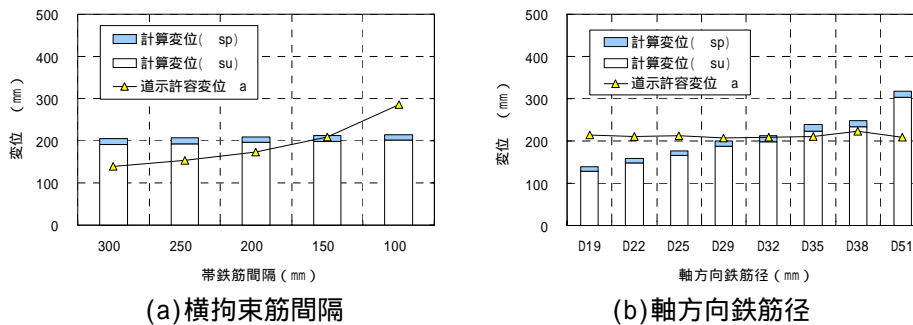 500
400
300
200
100
0
変位 (㎜)
計算変位( sp)
計算変位( su)
道示許容変位 a
300 250 200 150 100
帯鉄筋間隔(㎜)
(a)横拘束筋間隔
500
400
300
200
100
0
変位 (㎜)
計算変位( sp)
計算変位( su)
道示許容変位 a
D19 D22 D25 D29 D32 D35 D38 D51
軸方向鉄筋径(㎜)
(b)軸方向鉄筋径